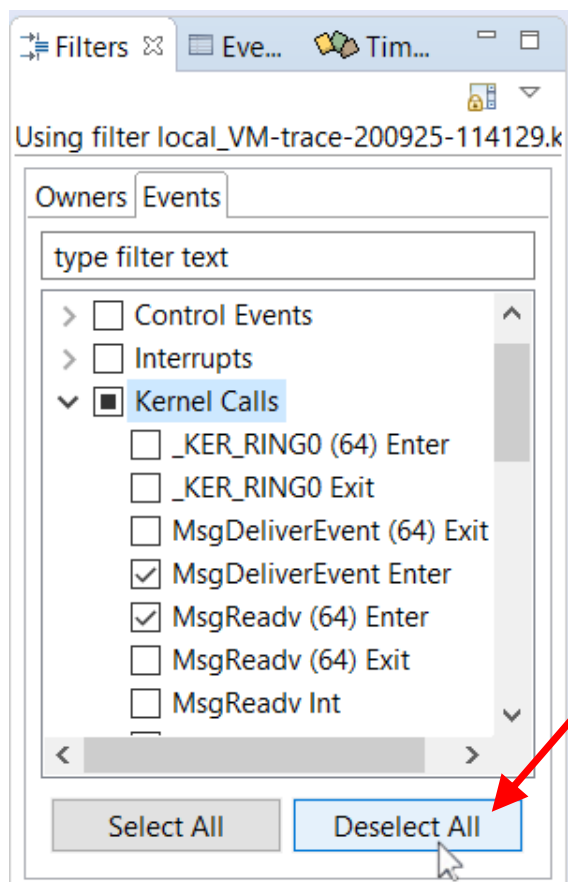 Filters Eve... Tim...
Using filter local_VM-trace-200925-114129.k
Owners Events
type filter text
Control Events
Interrupts
Kernel Calls
_KER_RING0 (64) Enter
_KER_RING0 Exit
MsgDeliverEvent (64) Exit
MsgDeliverEvent Enter
MsgReadv (64) Enter
MsgReadv (64) Exit
MsgReadv Int
Select All Deselect All